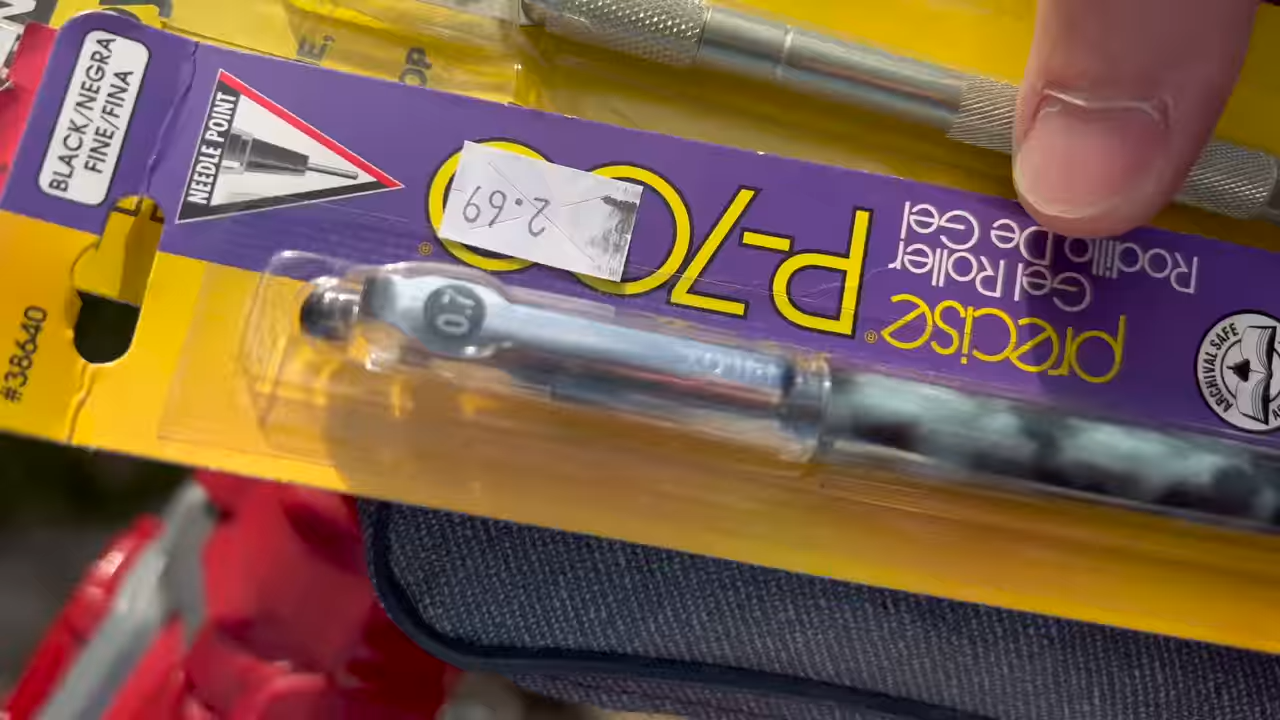 BLACK/NEGRA
FINE/FINA
NEEDLE POINT
precise®
P-700®
Gel Roller
Rodillo De Gel
2.69
0.7
PILOT
ARCHIVAL SAFE
#38640